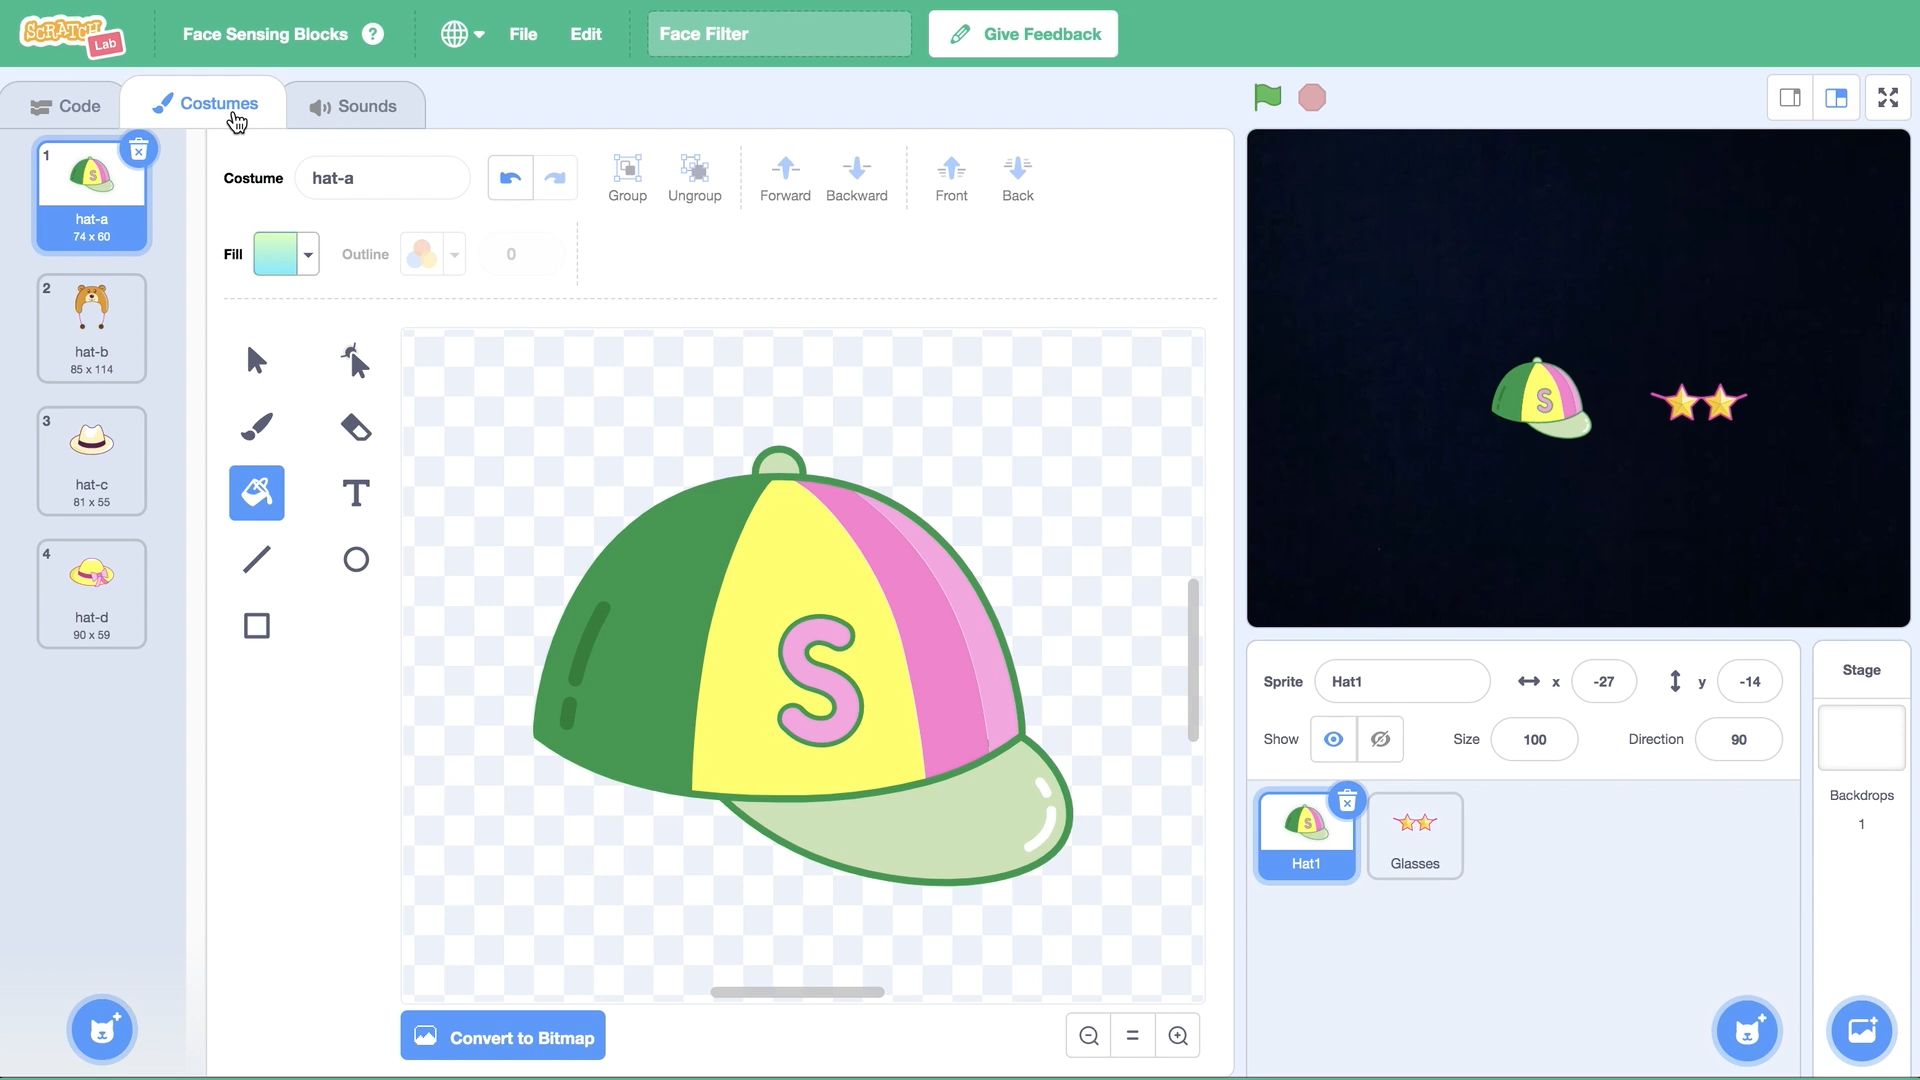 SCRATCH
Lab
Face Sensing Blocks ?
File
Edit
Face Filter
Give Feedback
Code
Costumes
Sounds
1
S
hat-a
74 x 60
2
hat-b
85 x 114
3
hat-c
81 x 55
4
hat-d
90 x 59
Costume hat-a
Group
Ungroup
Forward
Backward
Front
Back
Fill
Outline
0
T
S
Convert to Bitmap
=
S
Sprite Hat1
x -27
y -14
Show
Size 100
Direction 90
S
Hat1
Glasses
Stage
Backdrops
1